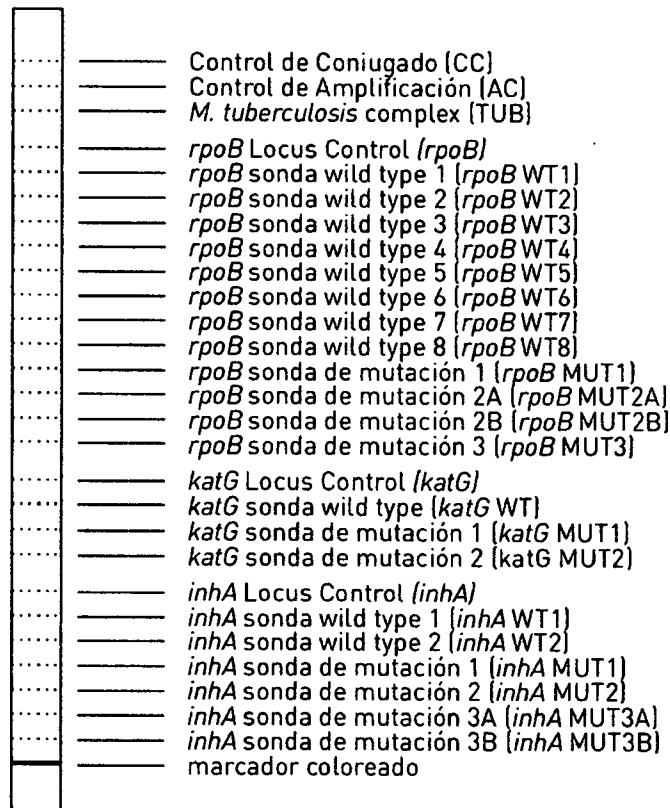 Control de Coniugado (CC)
Control de Amplificación (AC)
M. tuberculosis complex (TUB)
rpoB Locus Control (rpoB)
rpoB sonda wild type 1 (rpoB WT1)
rpoB sonda wild type 2 (rpoB WT2)
rpoB sonda wild type 3 (rpoB WT3)
rpoB sonda wild type 4 (rpoB WT4)
rpoB sonda wild type 5 (rpoB WT5)
rpoB sonda wild type 6 (rpoB WT6)
rpoB sonda wild type 7 (rpoB WT7)
rpoB sonda wild type 8 (rpoB WT8)
rpoB sonda de mutación 1 (rpoB MUT1)
rpoB sonda de mutación 2A (rpoB MUT2A)
rpoB sonda de mutación 2B (rpoB MUT2B)
rpoB sonda de mutación 3 (rpoB MUT3)
katG Locus Control (katG)
katG sonda wild type (katG WT)
katG sonda de mutación 1 (katG MUT1)
katG sonda de mutación 2 (katG MUT2)
inhA Locus Control (inhA)
inhA sonda wild type 1 (inhA WT1)
inhA sonda wild type 2 (inhA WT2)
inhA sonda de mutación 1 (inhA MUT1)
inhA sonda de mutación 2 (inhA MUT2)
inhA sonda de mutación 3A (inhA MUT3A)
inhA sonda de mutación 3B (inhA MUT3B)
marcador coloreado